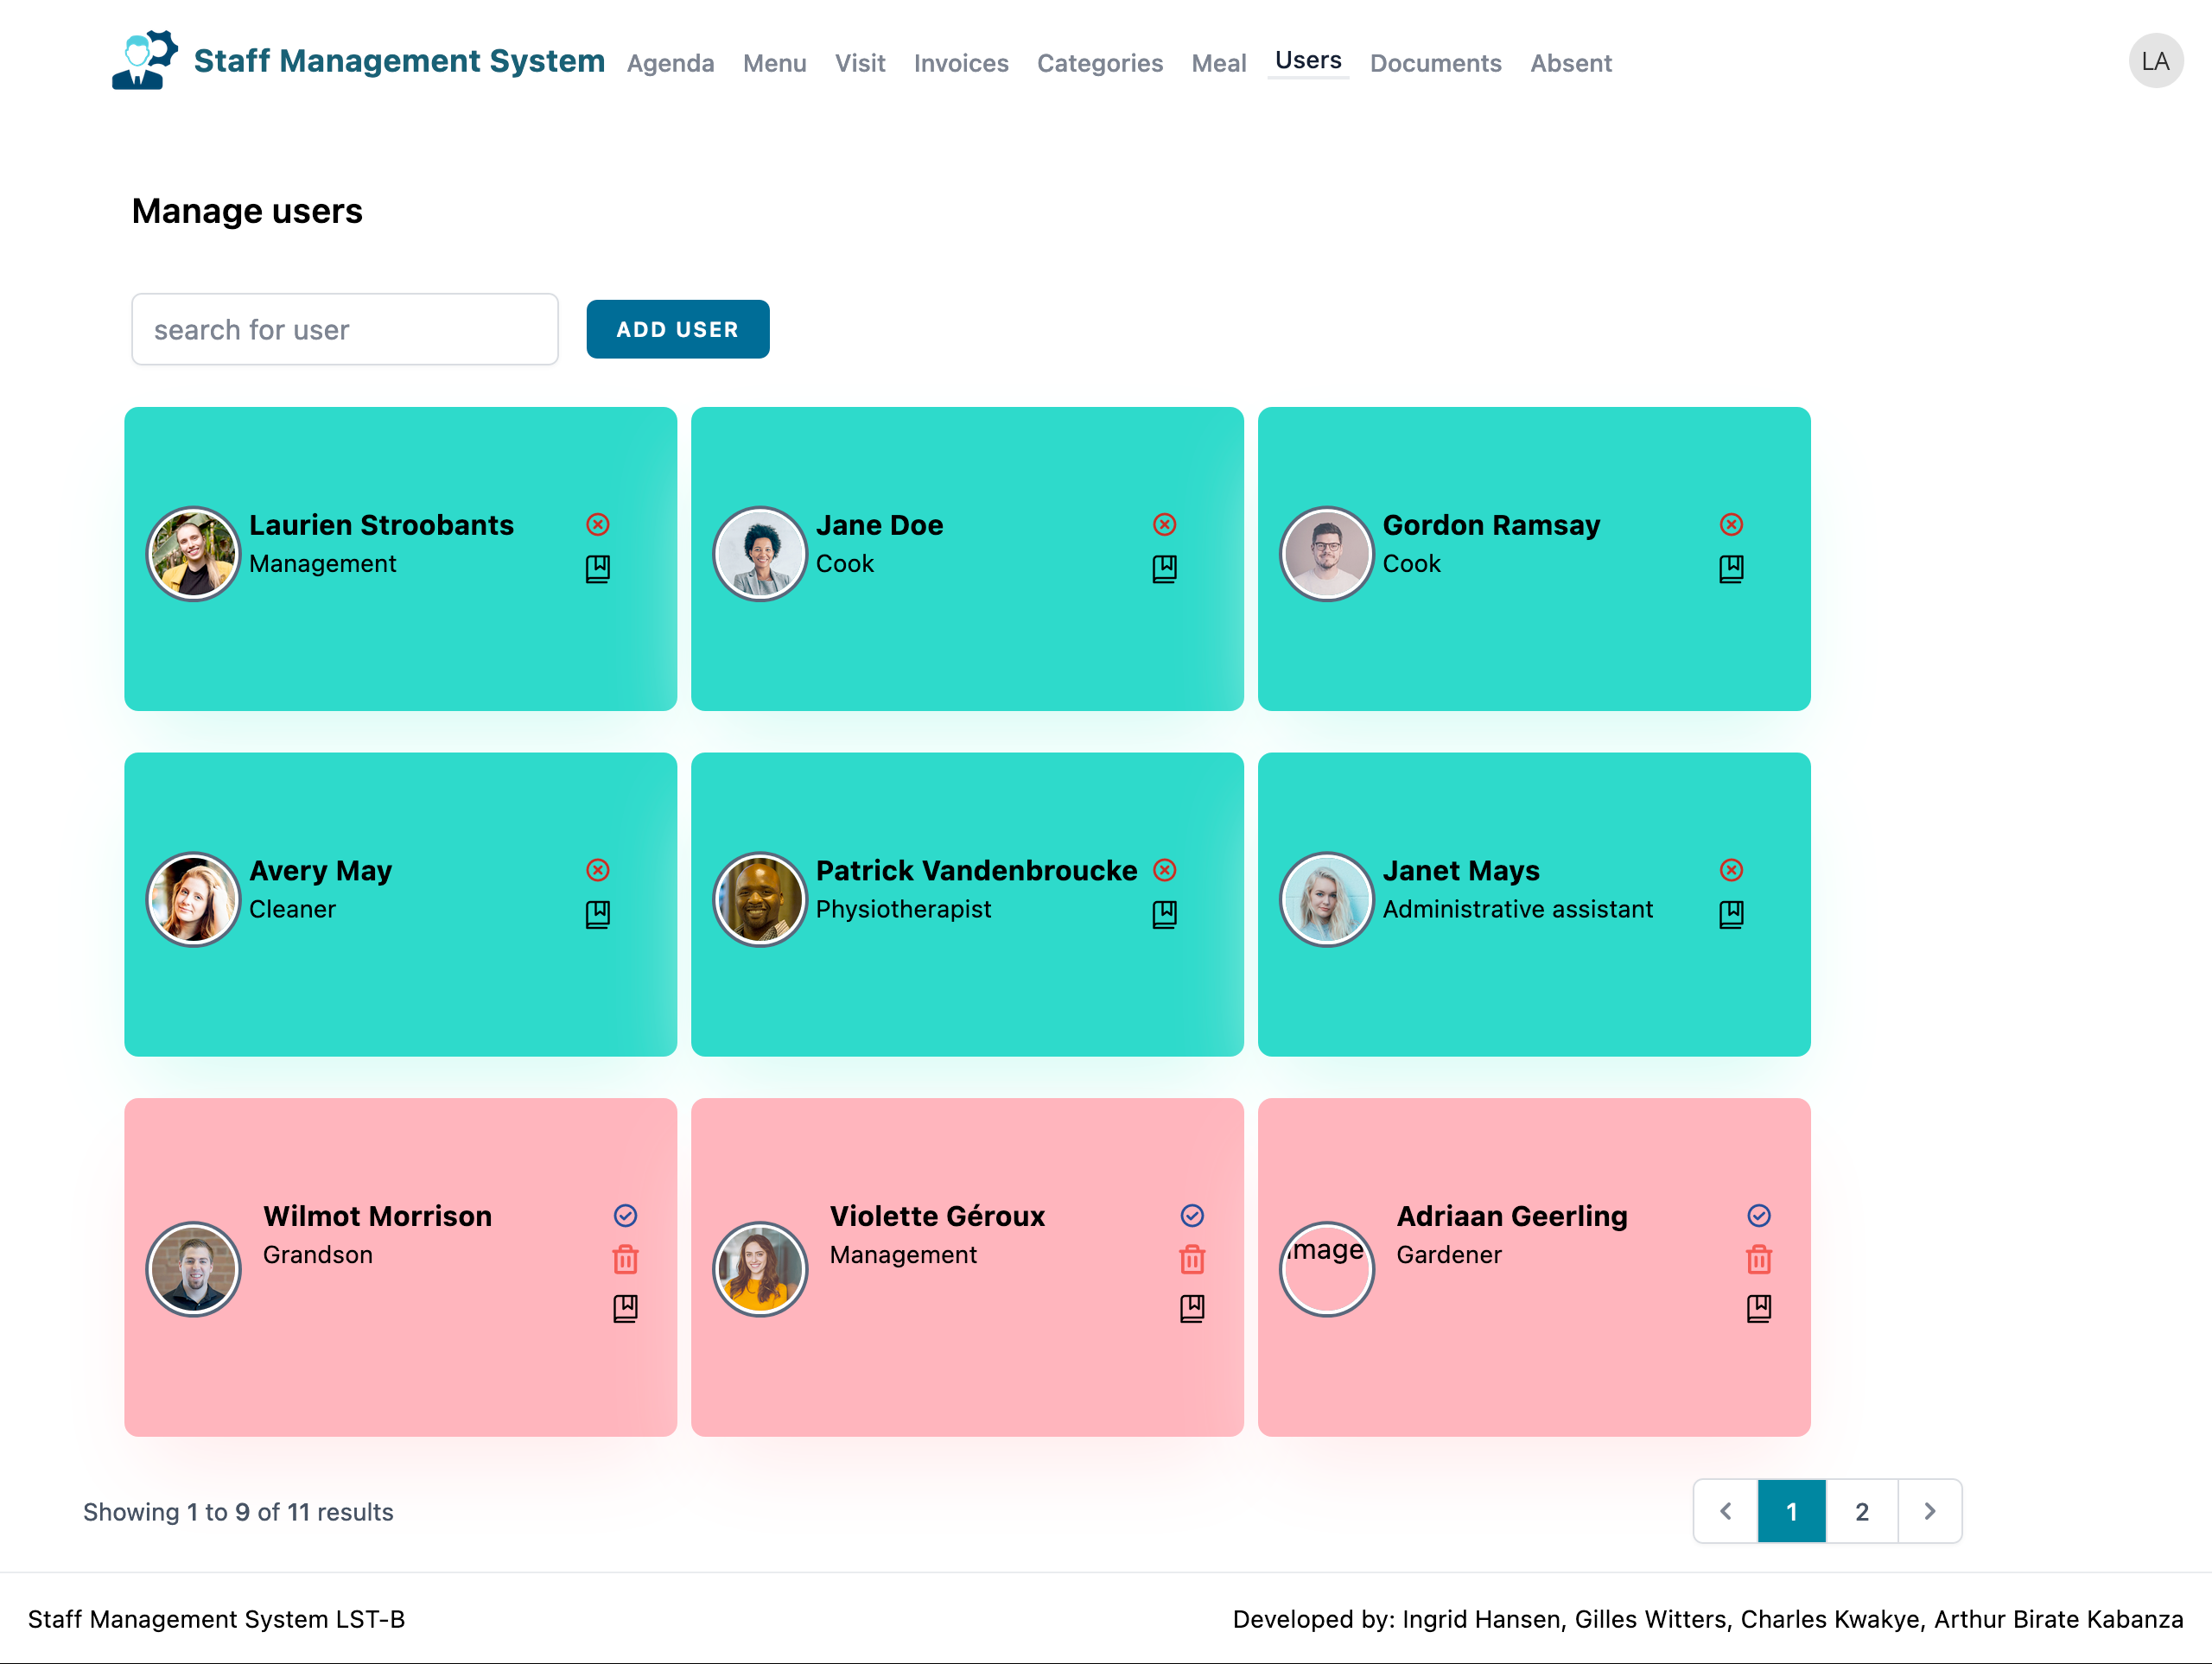 Staff Management System Agenda Menu Visit Invoices Categories Meal Users Documents Absent LA
Manage users
search for user ADD USER
Laurien Stroobants
Management
Jane Doe
Cook
Gordon Ramsay
Cook
Avery May
Cleaner
Patrick Vandenbroucke
Physiotherapist
Janet Mays
Administrative assistant
Wilmot Morrison
Grandson
Violette Géroux
Management
mage
Adriaan Geerling
Gardener
Showing 1 to 9 of 11 results
1 2
Staff Management System LST-B
Developed by: Ingrid Hansen, Gilles Witters, Charles Kwakye, Arthur Birate Kabanza